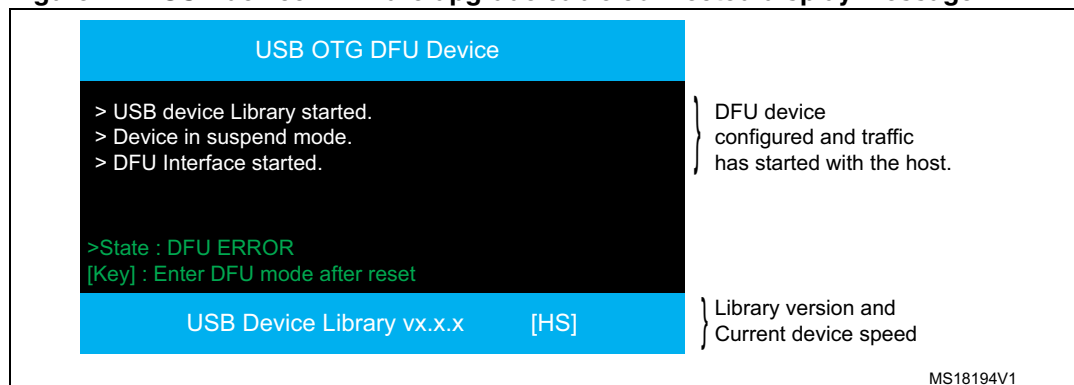 USB OTG DFU Device
> USB device Library started.
> Device in suspend mode.
> DFU Interface started.
DFU device
configured and traffic
has started with the host.
>State : DFU ERROR
[Key] : Enter DFU mode after reset
USB Device Library vx.x.x [HS]
Library version and
Current device speed
MS18194V1